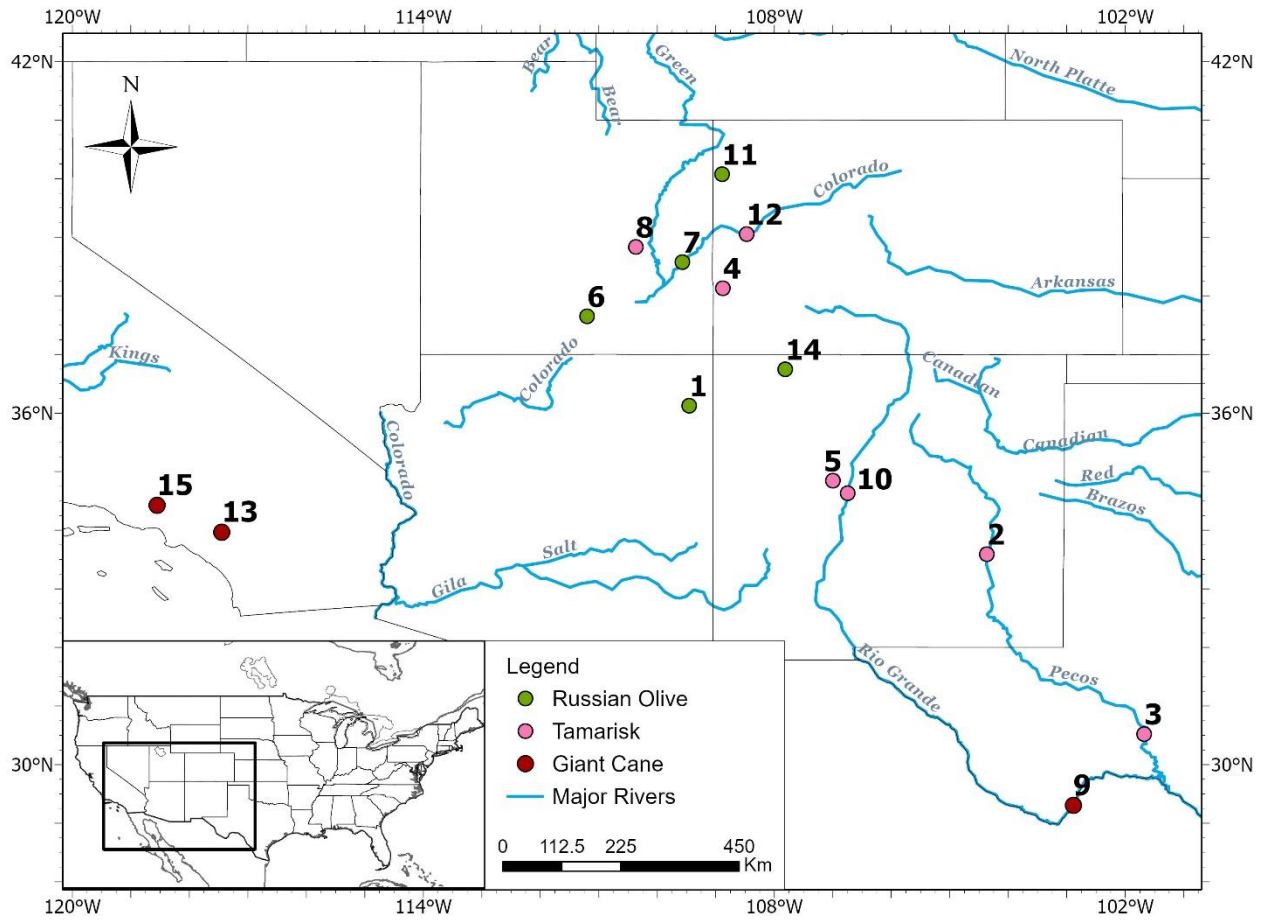 120°W 114°W 108°W 102°W
42°N 42°N
Bear
Green
North Platte
N
Bear
11
Colorado
12
8
7
4
6
Arkansas
14
Kings
Colorado
Canadian
1
36°N 36°N
Colorado
Canadian
5
10
Red
15
Brazos
13
2
Salt
Gila
Rio Grande
Pecos
3
9
30°N 30°N
Legend
Russian Olive
Tamarisk
Giant Cane
Major Rivers
0 112.5 225 450
Km
120°W 114°W 108°W 102°W